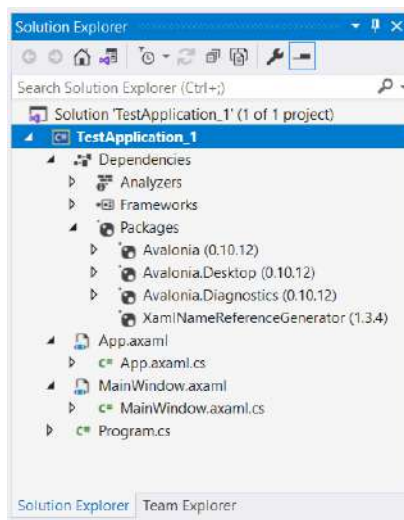 Solution Explorer
Search Solution Explorer (Ctrl+;)
Solution 'TestApplication_1' (1 of 1 project)
TestApplication_1
Dependencies
Analyzers
Frameworks
Packages
Avalonia (0.10.12)
Avalonia.Desktop (0.10.12)
Avalonia.Diagnostics (0.10.12)
XamlNameReferenceGenerator (1.3.4)
App.axaml
C# App.axaml.cs
MainWindow.axaml
C# MainWindow.axaml.cs
C# Program.cs
Solution Explorer Team Explorer